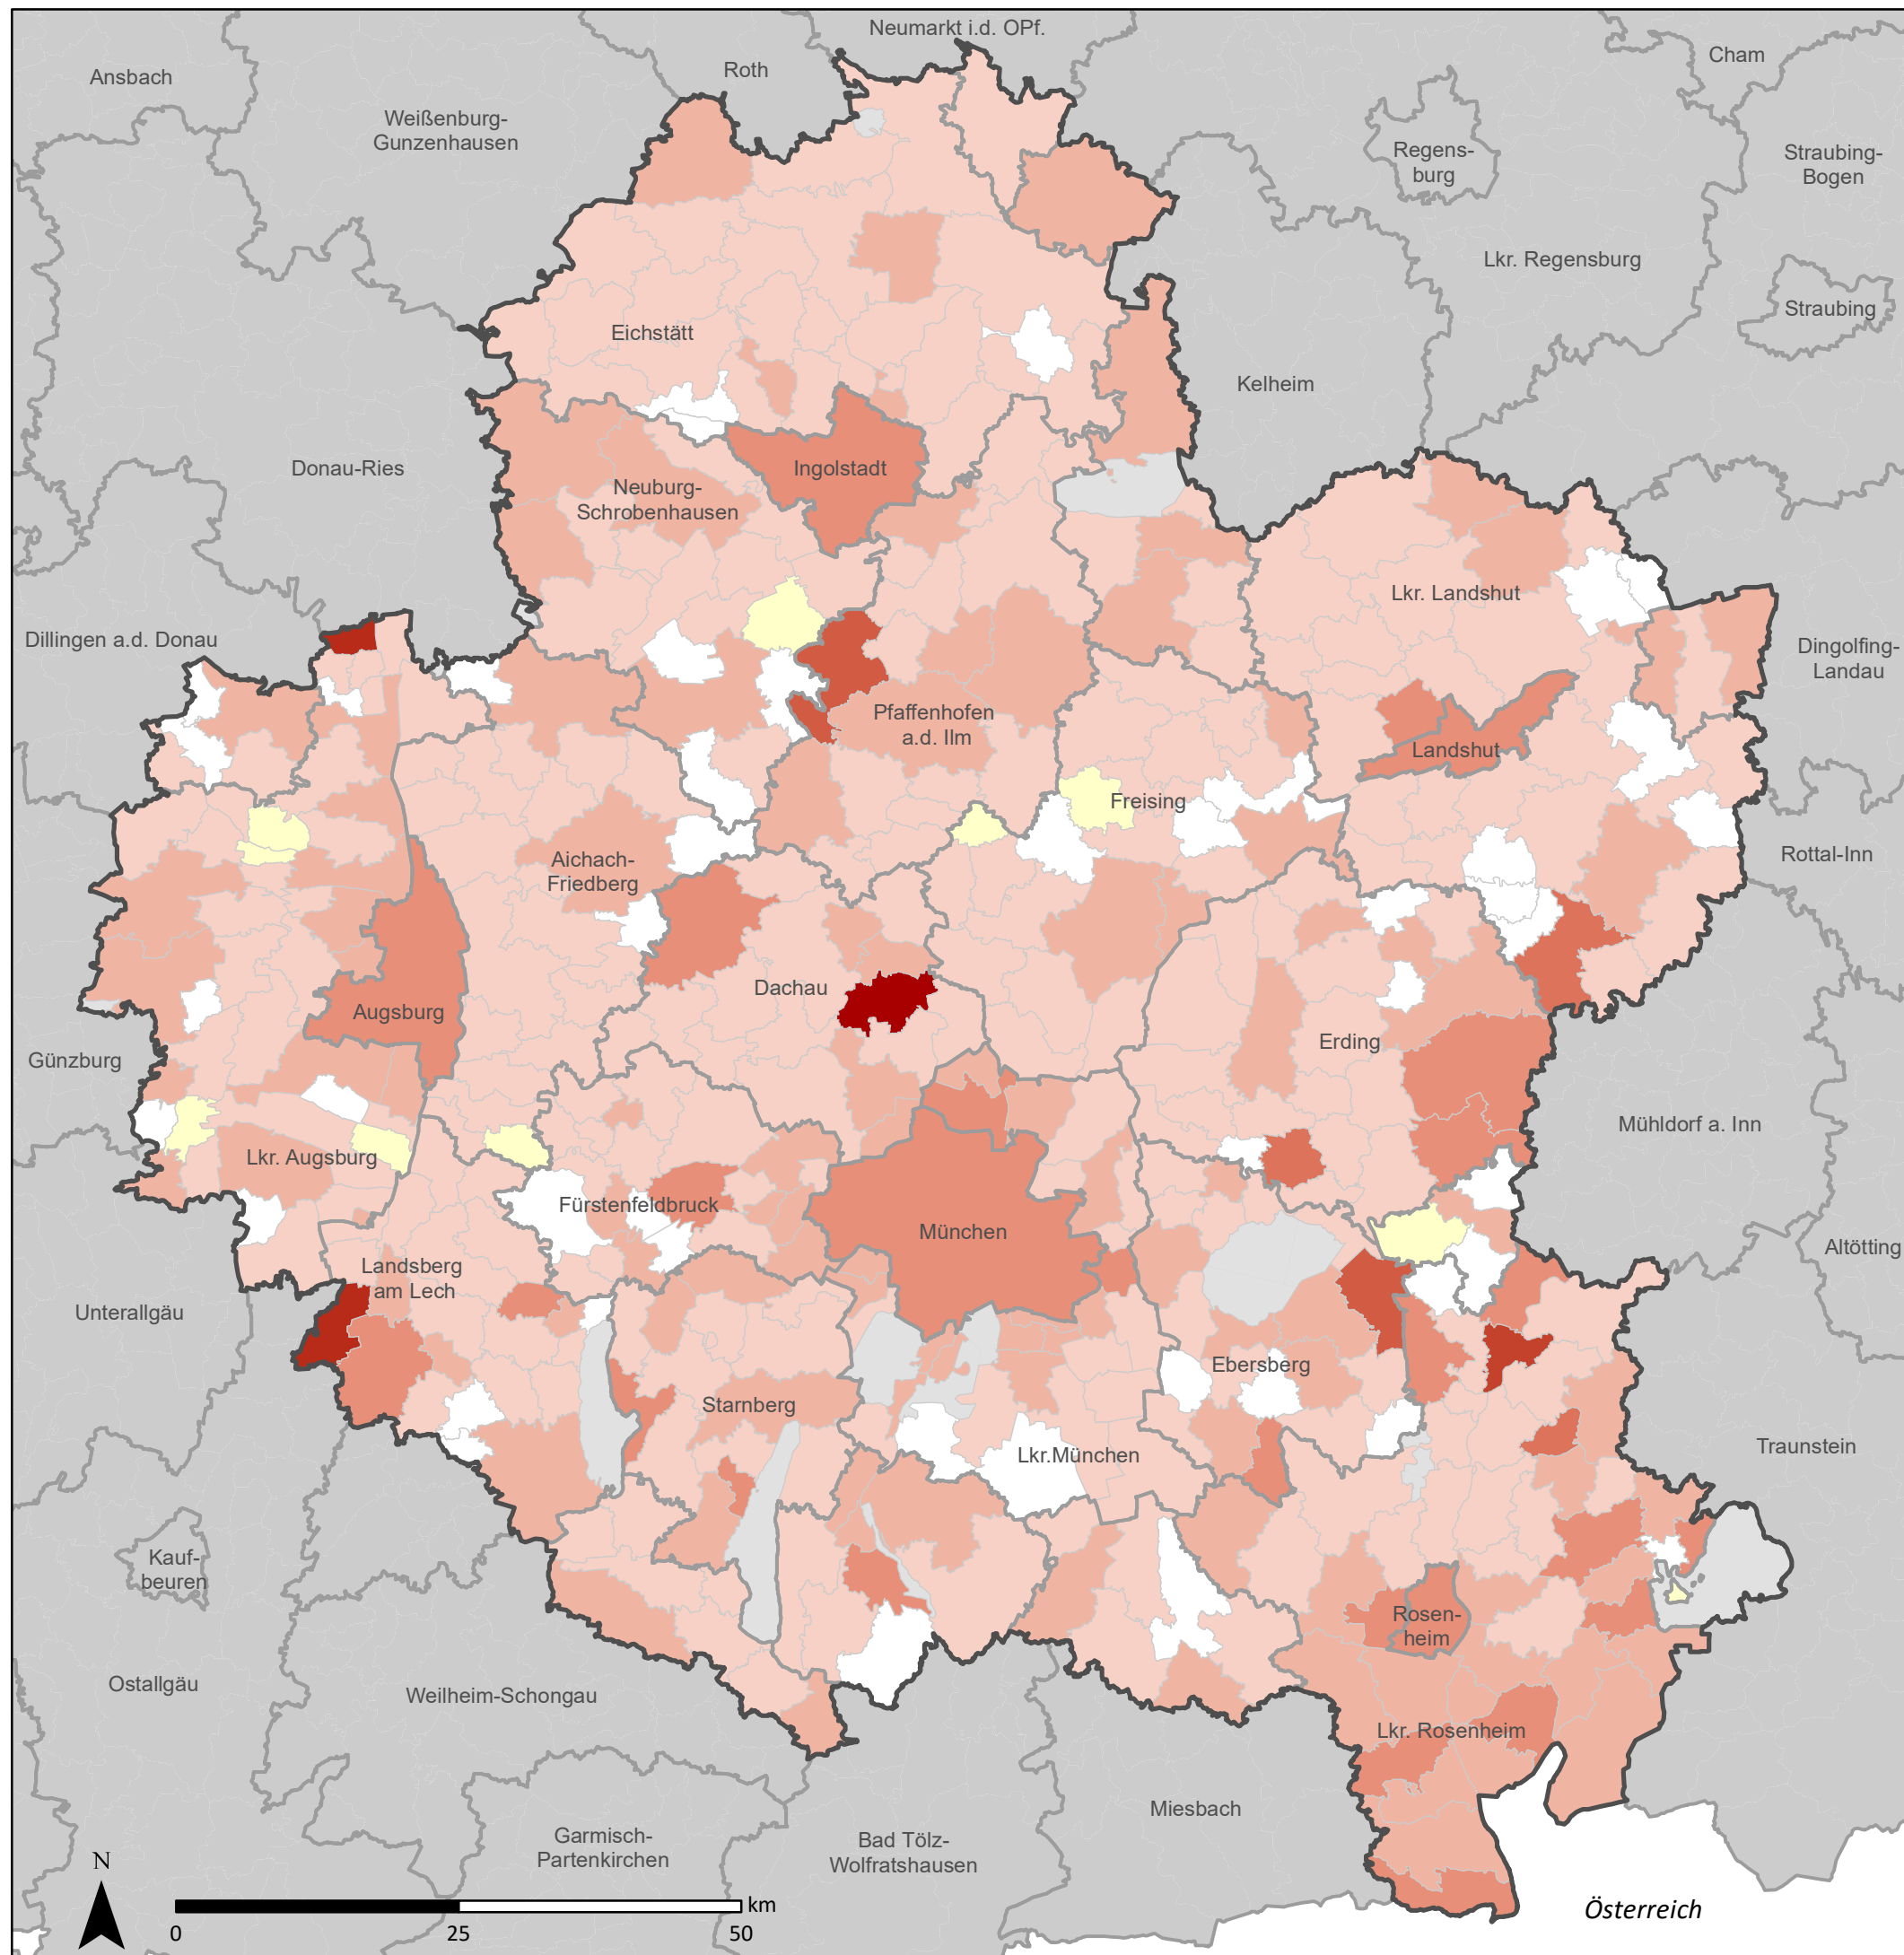 Neumarkt i.d. OPf.
Cham
Roth
Ansbach
Weißenburg-
Gunzenhausen
Regens-
burg
Straubing-
Bogen
Lkr. Regensburg
Straubing
Eichstätt
Kelheim
Donau-Ries
Ingolstadt
Neuburg-
Schrobenhausen
Lkr. Landshut
Dillingen a.d. Donau
Dingolfing-
Landau
Pfaffenhofen
a.d. Ilm
Landshut
Freising
Aichach-
Friedberg
Rottal-Inn
Dachau
Augsburg
Erding
Günzburg
Mühldorf a. Inn
Lkr. Augsburg
Fürstenfeldbruck
München
Altötting
Landsberg
am Lech
Unterallgäu
Ebersberg
Starnberg
Traunstein
Lkr.München
Kauf-
beuren
Rosen-
heim
Ostallgäu
Weilheim-Schongau
Lkr. Rosenheim
Miesbach
Garmisch-
Partenkirchen
Bad Tölz-
Wolfratshausen
N
km
0
25
50
Österreich